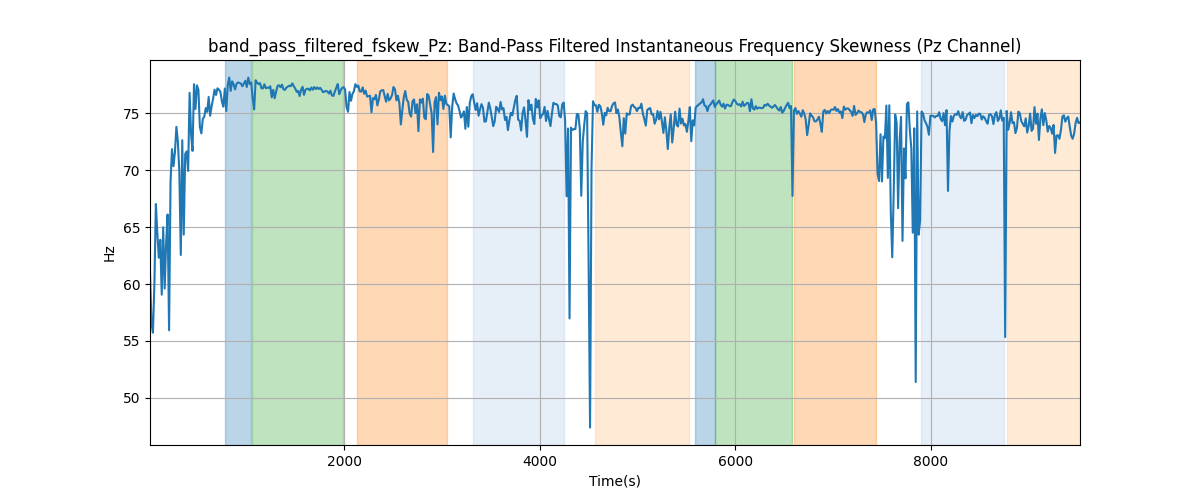 band_pass_filtered_fskew_Pz: Band-Pass Filtered Instantaneous Frequency Skewness (Pz Channel)
75
70
65
60
55
50
Hz
2000 4000 6000 8000
Time(s)